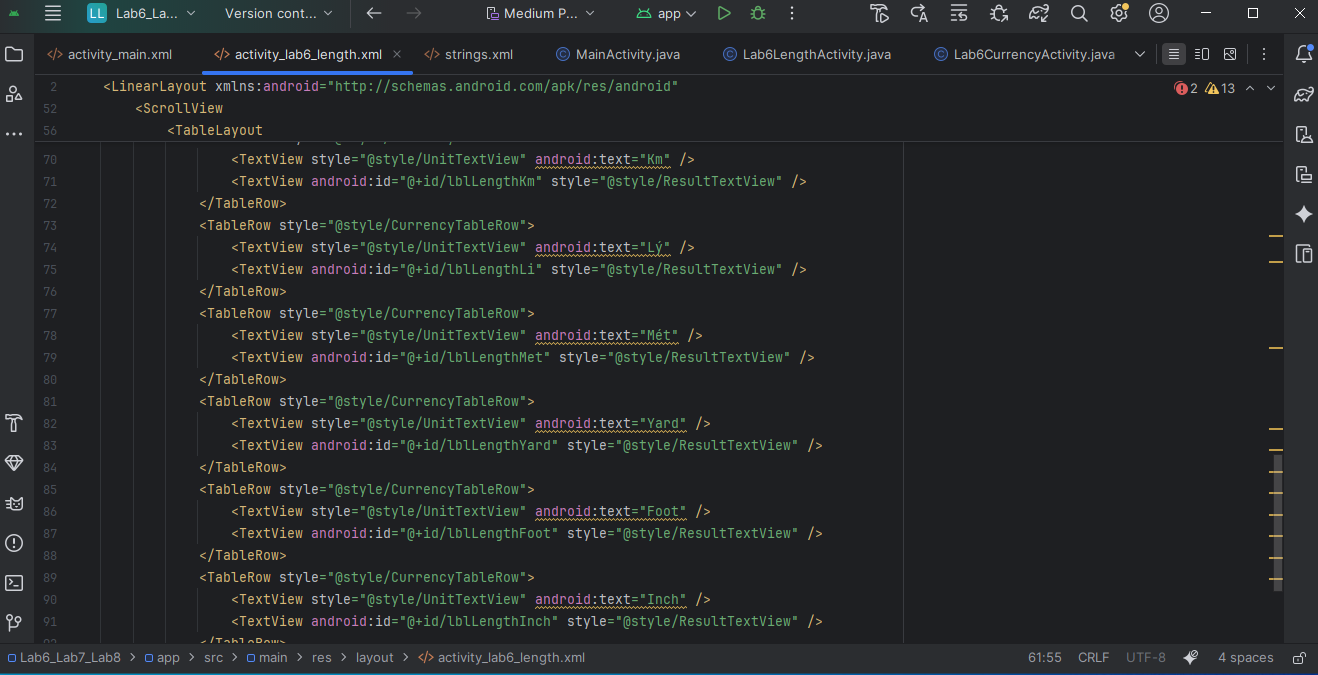 LL Lab6_La... Version cont... Medium P... app
activity_main.xml activity_lab6_length.xml strings.xml MainActivity.java Lab6LengthActivity.java Lab6CurrencyActivity.java
2 <LinearLayout xmlns:android="http://schemas.android.com/apk/res/android" 2 13
52 <ScrollView
56 <TableLayout
70 <TextView style="@style/UnitTextView" android:text="Km" />
71 <TextView android:id="@+id/lblLengthKm" style="@style/ResultTextView" />
72 </TableRow>
73 <TableRow style="@style/CurrencyTableRow">
74 <TextView style="@style/UnitTextView" android:text="Lý" />
75 <TextView android:id="@+id/lblLengthLi" style="@style/ResultTextView" />
76 </TableRow>
77 <TableRow style="@style/CurrencyTableRow">
78 <TextView style="@style/UnitTextView" android:text="Mét" />
79 <TextView android:id="@+id/lblLengthMet" style="@style/ResultTextView" />
80 </TableRow>
81 <TableRow style="@style/CurrencyTableRow">
82 <TextView style="@style/UnitTextView" android:text="Yard" />
83 <TextView android:id="@+id/lblLengthYard" style="@style/ResultTextView" />
84 </TableRow>
85 <TableRow style="@style/CurrencyTableRow">
86 <TextView style="@style/UnitTextView" android:text="Foot" />
87 <TextView android:id="@+id/lblLengthFoot" style="@style/ResultTextView" />
88 </TableRow>
89 <TableRow style="@style/CurrencyTableRow">
90 <TextView style="@style/UnitTextView" android:text="Inch" />
91 <TextView android:id="@+id/lblLengthInch" style="@style/ResultTextView" />
92 </TableRow>
Lab6_Lab7_Lab8 > app > src > main > res > layout > activity_lab6_length.xml 61:55 CRLF UTF-8 4 spaces